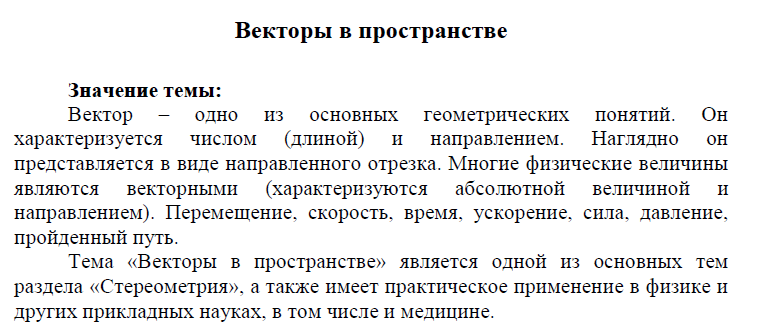 Векторы в пространстве
Значение темы:
Вектор – одно из основных геометрических понятий. Он
характеризуется числом (длиной) и направлением. Наглядно он
представляется в виде направленного отрезка. Многие физические величины
являются векторными (характеризуются абсолютной величиной и
направлением). Перемещение, скорость, время, ускорение, сила, давление,
пройденный путь.
Тема «Векторы в пространстве» является одной из основных тем
раздела «Стереометрия», а также имеет практическое применение в физике и
других прикладных науках, в том числе и медицине.